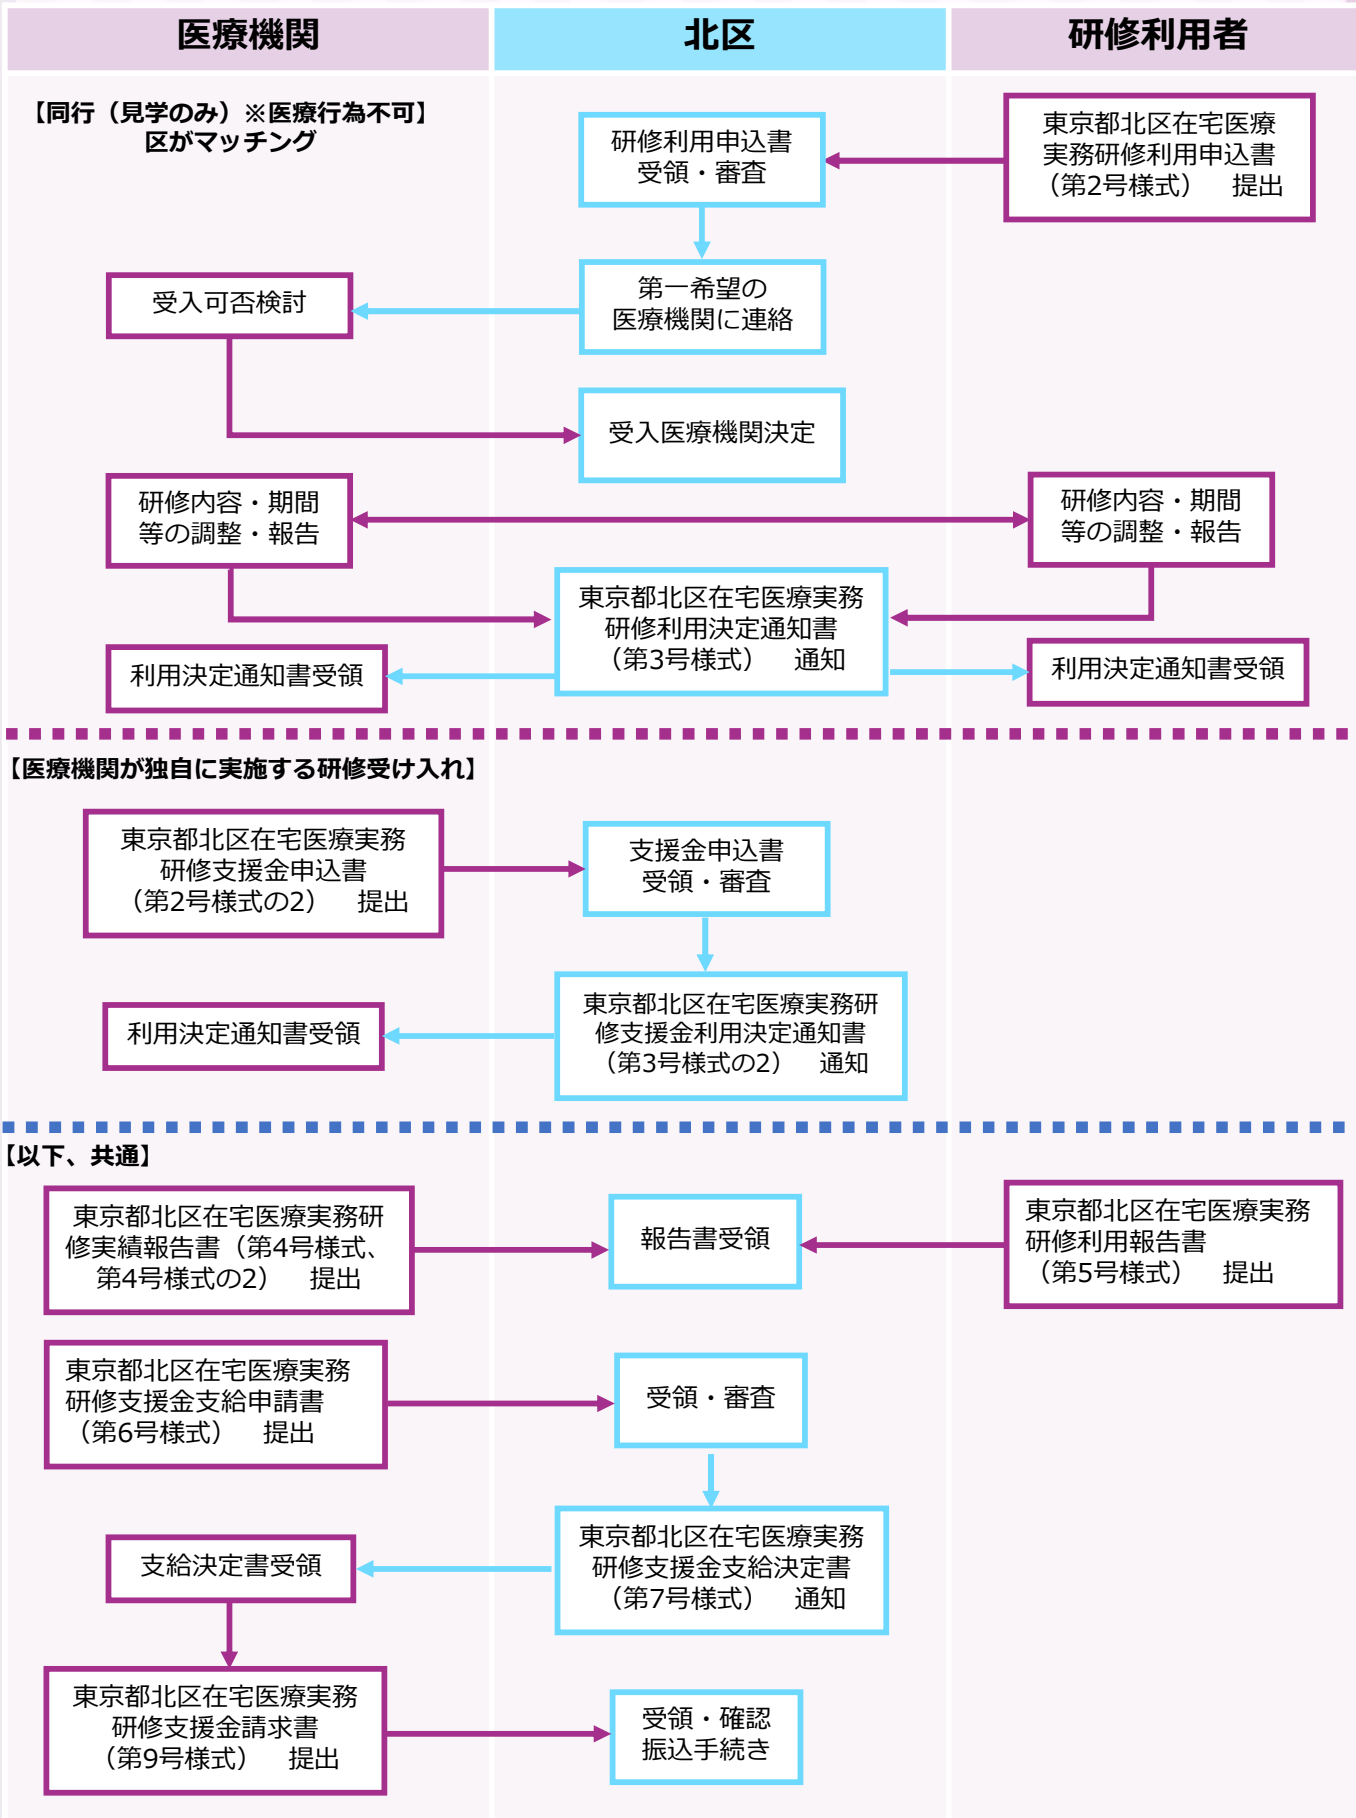 医療機関
北区
研修利用者
【同行（見学のみ）※医療行為不可】
区がマッチング
研修利用申込書
受領・審査
東京都北区在宅医療
実務研修利用申込書
（第2号様式）　提出
第一希望の
医療機関に連絡
受入可否検討
受入医療機関決定
研修内容・期間
等の調整・報告
研修内容・期間
等の調整・報告
東京都北区在宅医療実務
研修利用決定通知書
（第3号様式）　通知
利用決定通知書受領
利用決定通知書受領
【医療機関が独自に実施する研修受け入れ】
東京都北区在宅医療実務
研修支援金申込書
（第2号様式の2）　提出
支援金申込書
受領・審査
東京都北区在宅医療実務研
修支援金利用決定通知書
（第3号様式の2）　通知
利用決定通知書受領
【以下、共通】
東京都北区在宅医療実務研
修実績報告書（第4号様式、
第4号様式の2）　提出
報告書受領
東京都北区在宅医療実務
研修利用報告書
（第5号様式）　提出
東京都北区在宅医療実務
研修支援金支給申請書
（第6号様式）　提出
受領・審査
東京都北区在宅医療実務
研修支援金支給決定書
（第7号様式）　通知
支給決定書受領
東京都北区在宅医療実務
研修支援金請求書
（第9号様式）　提出
受領・確認
振込手続き